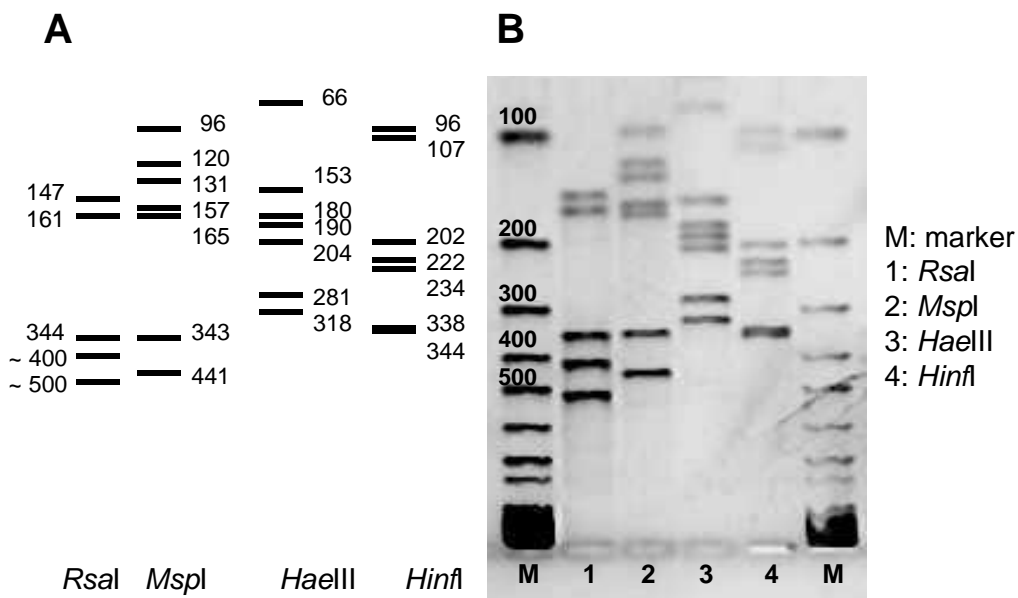 A
B
66
96
96
107
120
131
153
147
161
157
165
180
190
204
202
222
234
281
318
344
343
338
344
~ 400
~ 500
441
RsaI
MspI
HaeIII
HinfI
100
200
300
400
500
M
1
2
3
4
M
M: marker
1: RsaI
2: MspI
3: HaeIII
4: HinfI